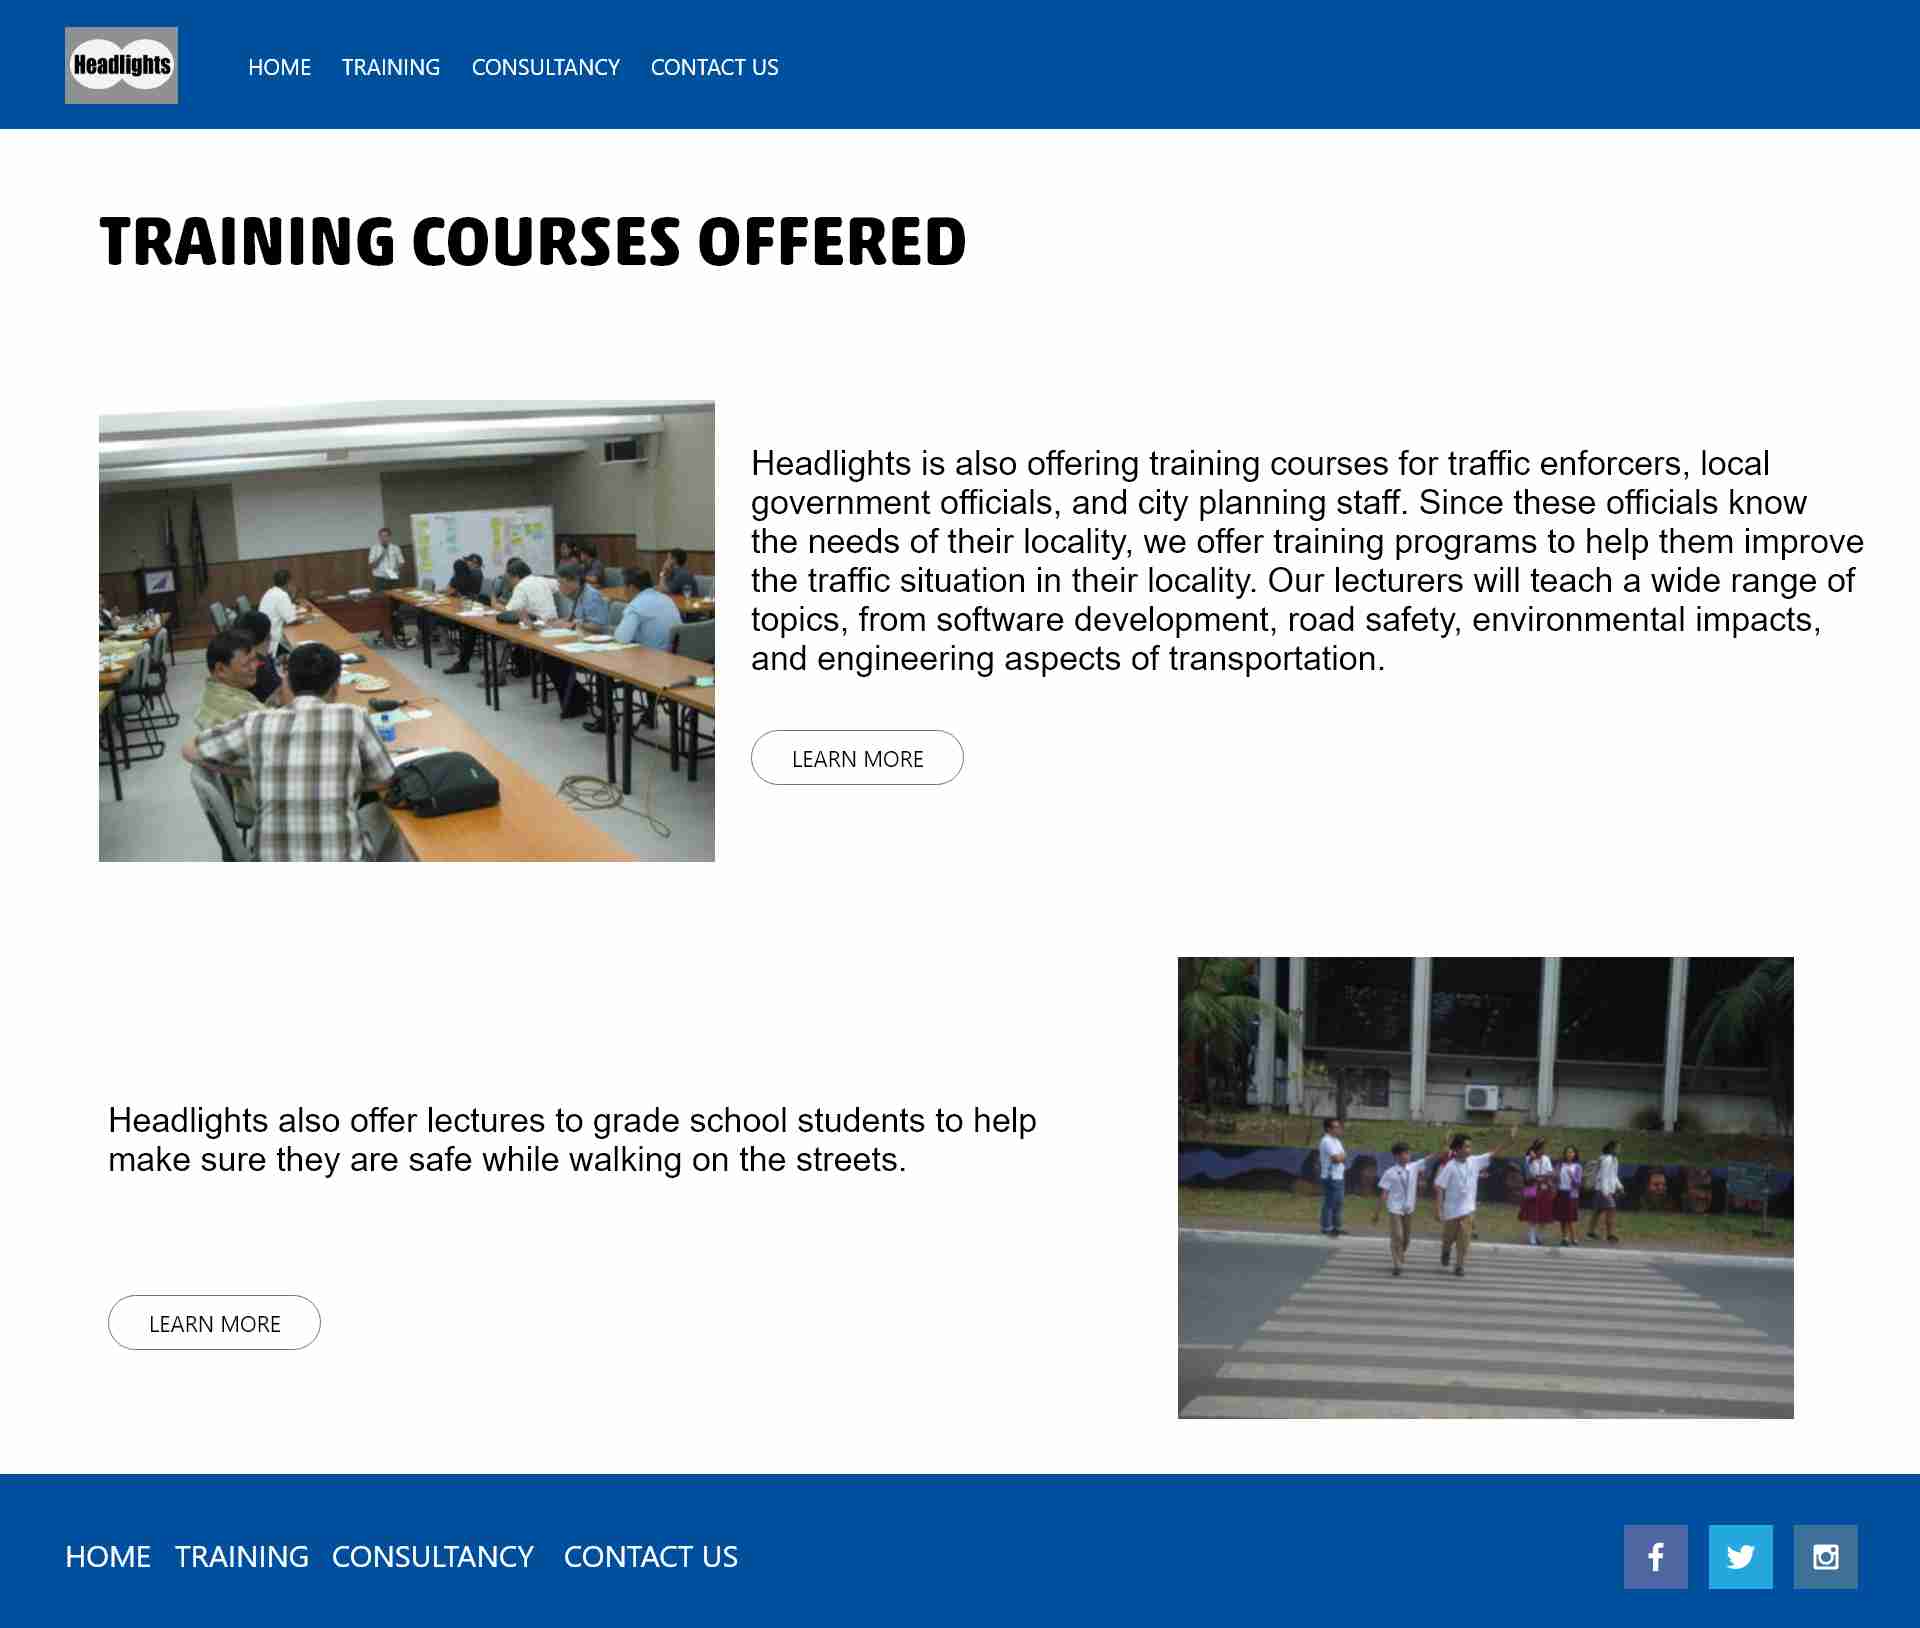 Headlights
HOME TRAINING CONSULTANCY CONTACT US
TRAINING COURSES OFFERED
Headlights is also offering training courses for traffic enforcers, local
government officials, and city planning staff. Since these officials know
the needs of their locality, we offer training programs to help them improve
the traffic situation in their locality. Our lecturers will teach a wide range of
topics, from software development, road safety, environmental impacts,
and engineering aspects of transportation.
LEARN MORE
Headlights also offer lectures to grade school students to help
make sure they are safe while walking on the streets.
LEARN MORE
HOME TRAINING CONSULTANCY CONTACT US